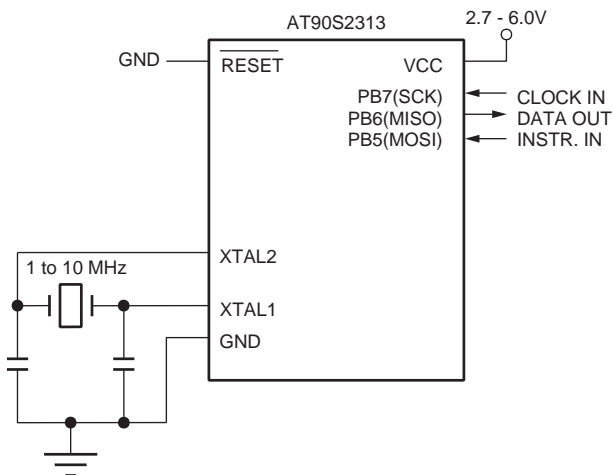 AT90S2313
2.7 - 6.0V
GND
RESET
VCC
PB7(SCK)
CLOCK IN
PB6(MISO)
DATA OUT
PB5(MOSI)
INSTR. IN
XTAL2
1 to 10 MHz
XTAL1
GND